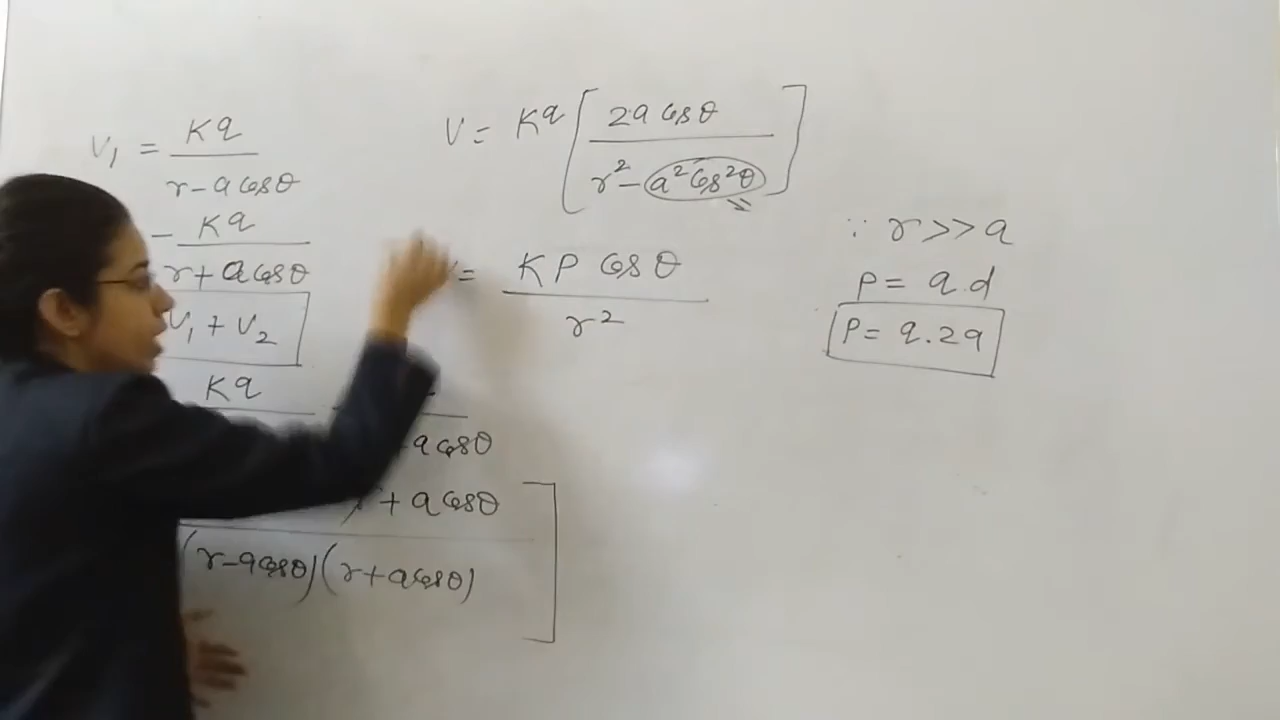 V₁ = Kq / r - a cosθ
- Kq / r + a cosθ
V₁ + V₂
Kq
a cosθ
r + a cosθ
(r - a cosθ)(r + a cosθ) ]
V = Kq [ 2a cosθ / r² - a² cos²θ ]
V = KP cosθ / r²
∵ r >> a
P = q.d
P = q.2a